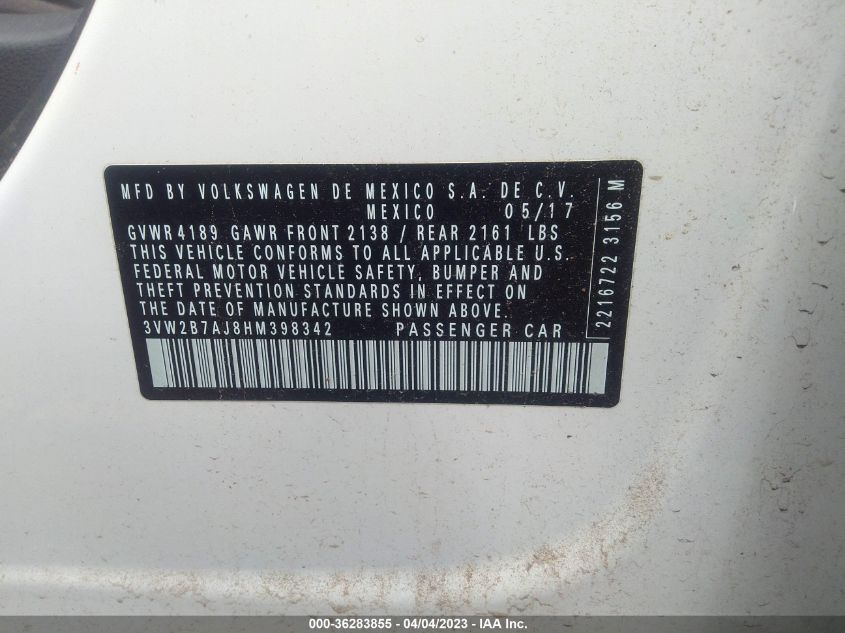 MFD BY VOLKSWAGEN DE MEXICO S.A. DE C.V.
MEXICO 05/17
GVWR 4189 GAWR FRONT 2138 / REAR 2161 LBS
THIS VEHICLE CONFORMS TO ALL APPLICABLE U.S.
FEDERAL MOTOR VEHICLE SAFETY, BUMPER AND
THEFT PREVENTION STANDARDS IN EFFECT ON
THE DATE OF MANUFACTURE SHOWN ABOVE.
3VW2B7AJ8HM398342 PASSENGER CAR
2216722 3156 M
000-36283855 - 04/04/2023 - IAA Inc.